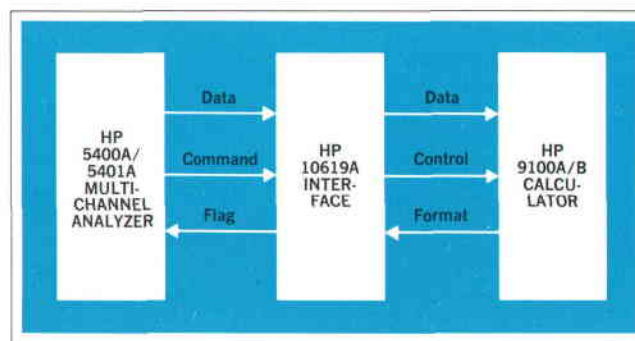 HP
5400A/
5401A
MULTI-
CHANNEL
ANALYZER
Data
Command
Flag
HP
10619A
INTER-
FACE
Data
Control
Format
HP
9100A/B
CALCU-
LATOR